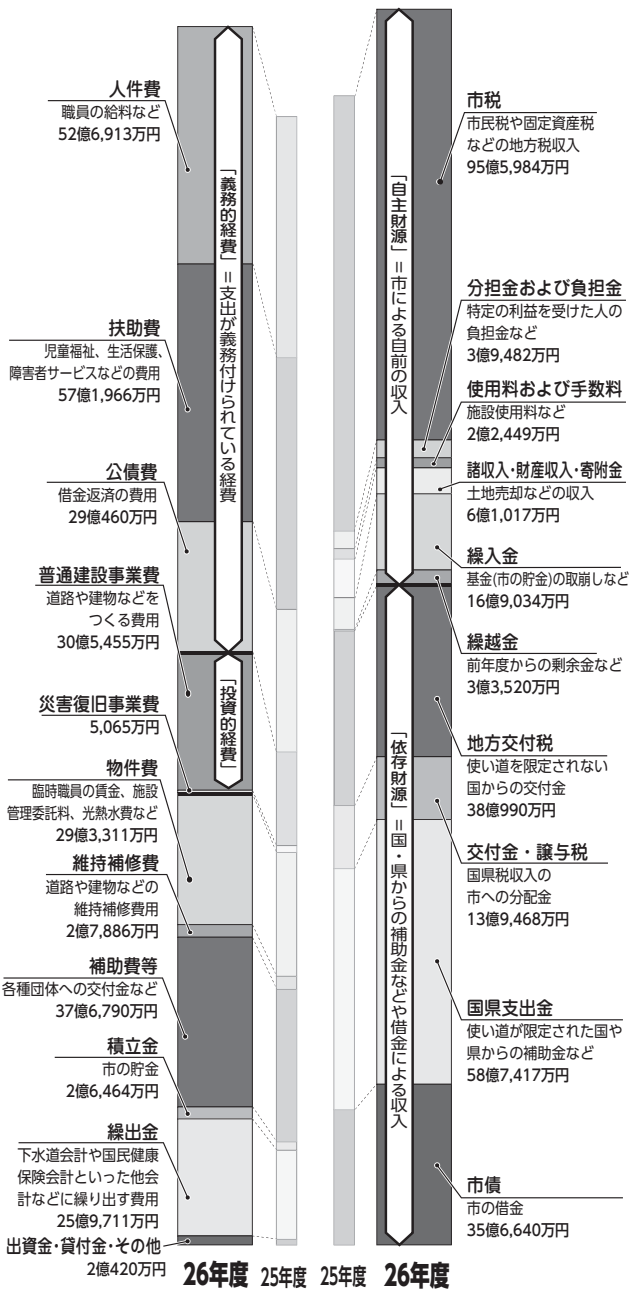 人件費
職員の給料など
52億6,913万円
扶助費
児童福祉、生活保護、
障害者サービスなどの費用
57億1,966万円
公債費
借金返済の費用
29億460万円
普通建設事業費
道路や建物などを
つくる費用
30億5,455万円
災害復旧事業費
5,065万円
物件費
臨時職員の賃金、施設
管理委託料、光熱水費など
29億3,311万円
維持補修費
道路や建物などの
維持補修費用
2億7,886万円
補助費等
各種団体への交付金など
37億6,790万円
積立金
市の貯金
2億6,464万円
繰出金
下水道会計や国民健康
保険会計といった他会
計などに繰り出す費用
25億9,711万円
出資金・貸付金・その他
2億420万円
「義務的経費」＝支出が義務付けられている経費
「投資的経費」
26年度
25年度
25年度
26年度
「自主財源」＝市による自前の収入
「依存財源」＝国・県からの補助金などや借金による収入
市税
市民税や固定資産税
などの地方税収入
95億5,984万円
分担金および負担金
特定の利益を受けた人の
負担金など
3億9,482万円
使用料および手数料
施設使用料など
2億2,449万円
諸収入・財産収入・寄附金
土地売却などの収入
6億1,017万円
繰入金
基金(市の貯金)の取崩しなど
16億9,034万円
繰越金
前年度からの剰余金など
3億3,520万円
地方交付税
使い道を限定されない
国からの交付金
38億990万円
交付金・譲与税
国県税収入の
市への分配金
13億9,468万円
国県支出金
使い道が限定された国や
県からの補助金など
58億7,417万円
市債
市の借金
35億6,640万円